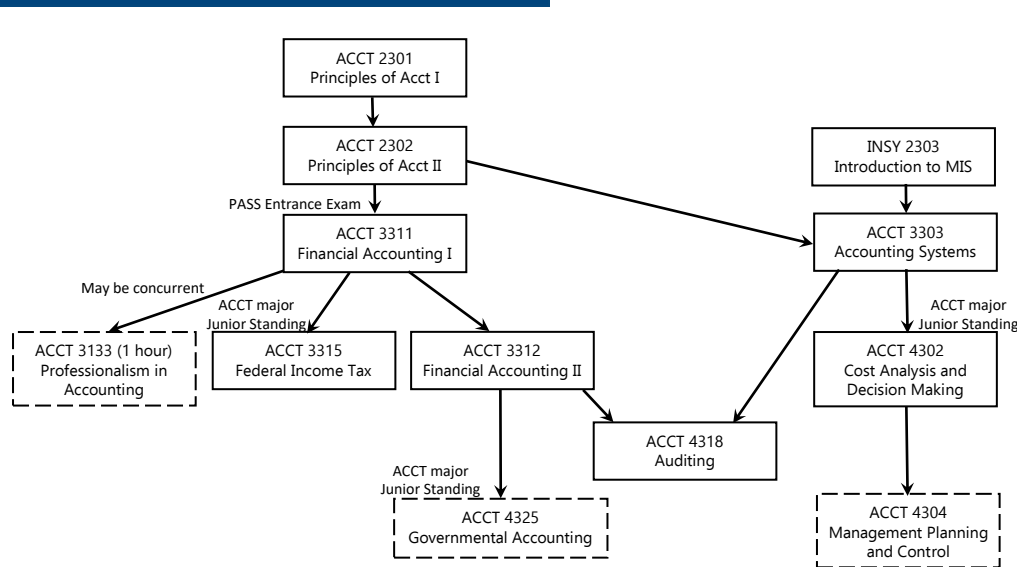 ACCT 2301
Principles of Acct I
ACCT 2302
Principles of Acct II
INSY 2303
Introduction to MIS
PASS Entrance Exam
ACCT 3311
Financial Accounting I
ACCT 3303
Accounting Systems
May be concurrent
ACCT major
Junior Standing
ACCT major
Junior Standing
ACCT 3133 (1 hour)
Professionalism in
Accounting
ACCT 3315
Federal Income Tax
ACCT 3312
Financial Accounting II
ACCT 4302
Cost Analysis and
Decision Making
ACCT 4318
Auditing
ACCT major
Junior Standing
ACCT 4325
Governmental Accounting
ACCT 4304
Management Planning
and Control